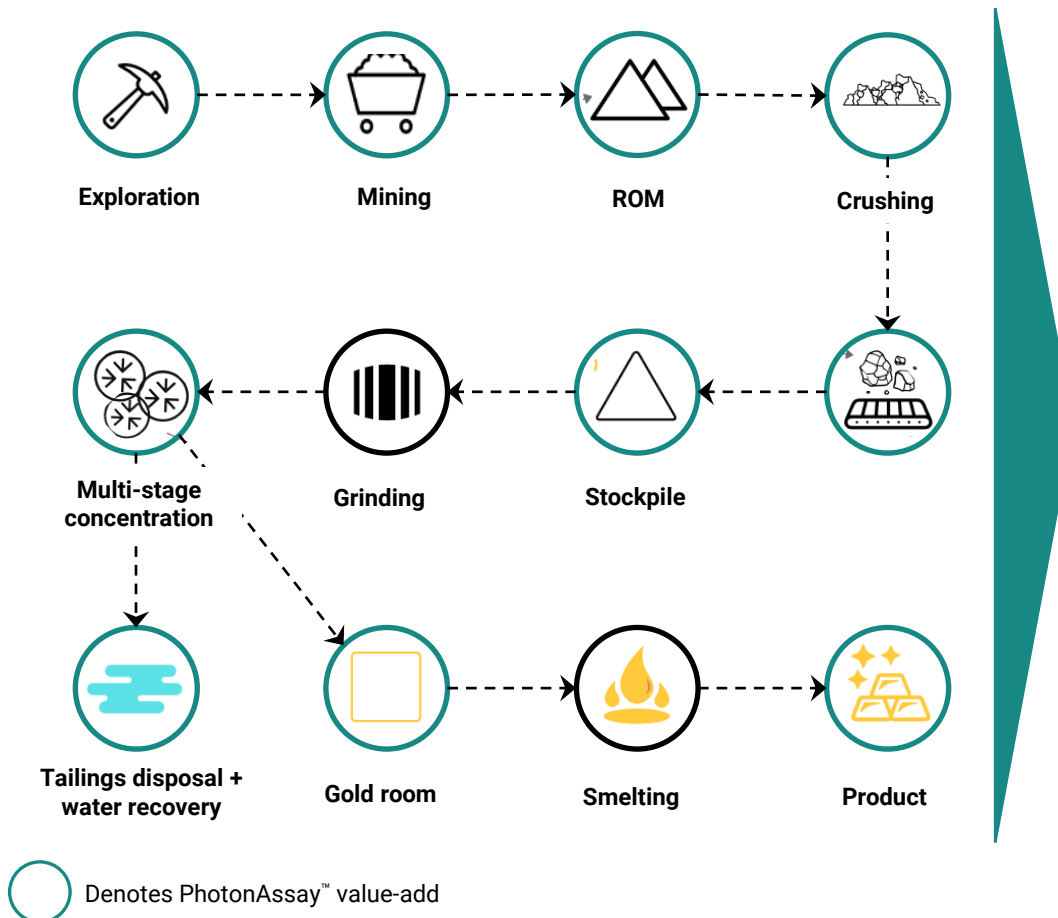 Exploration
Mining
ROM
Crushing
Multi-stage
concentration
Grinding
Stockpile
Tailings disposal +
water recovery
Gold room
Smelting
Product
Denotes PhotonAssay™ value-add